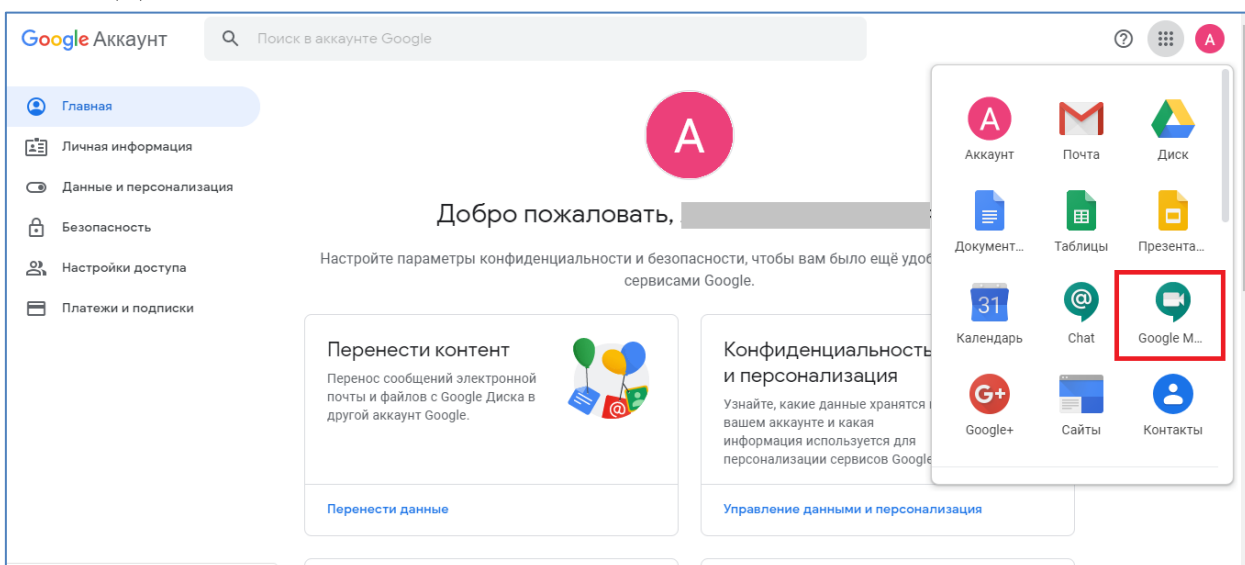 Google Аккаунт
Поиск в аккаунте Google
A
Главная
Личная информация
Данные и персонализация
Безопасность
Настройки доступа
Платежи и подписки
A
Добро пожаловать,
Настройте параметры конфиденциальности и безопасности, чтобы вам было ещё удоб
сервисами Google.
Перенести контент
Перенос сообщений электронной
почты и файлов с Google Диска в
другой аккаунт Google.
Перенести данные
Конфиденциальность
и персонализация
Узнайте, какие данные хранятся
вашем аккаунте и какая
информация используется для
персонализации сервисов Google
Управление данными и персонализация
A
Аккаунт
Почта
Диск
Документ...
Таблицы
Презента...
31
Календарь
@
Chat
Google M...
G+
Google+
Сайты
Контакты